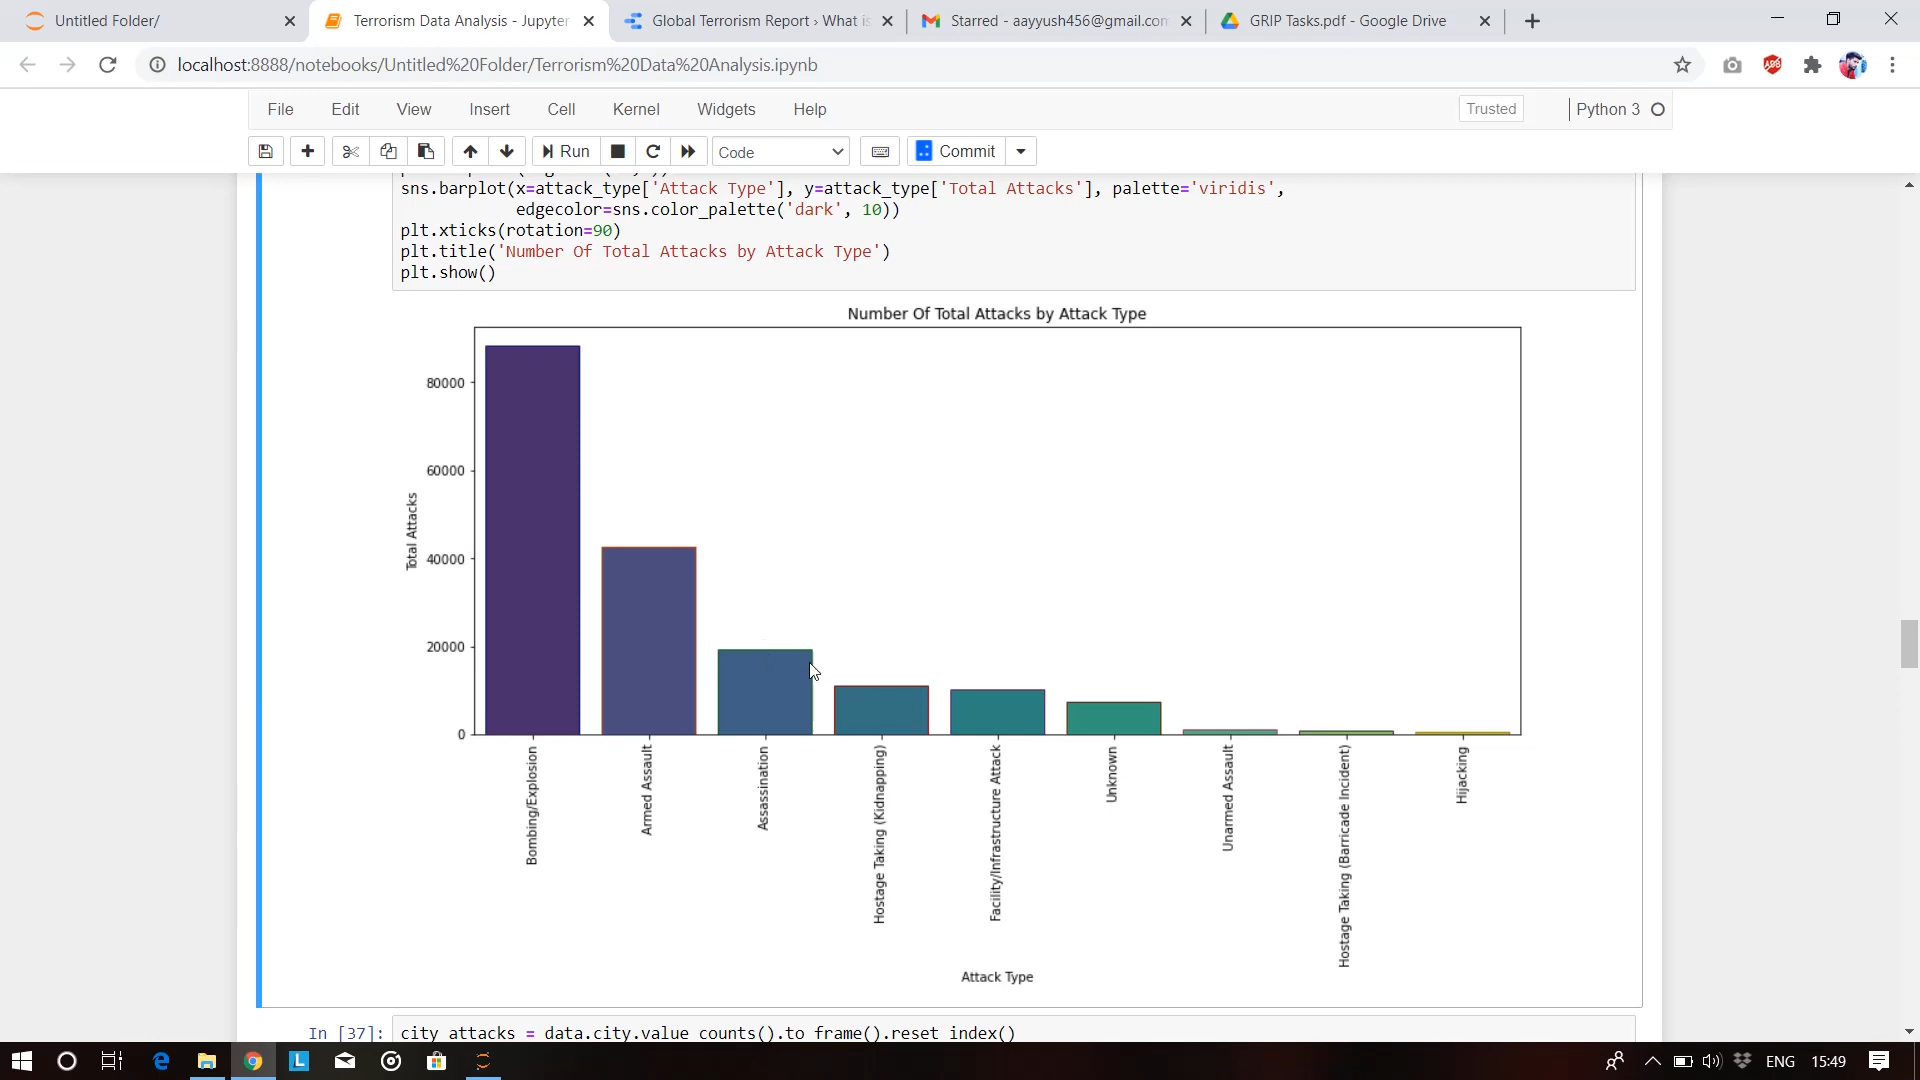 Untitled Folder/
Terrorism Data Analysis - Jupyter
Global Terrorism Report › What is
Starred - aayyush456@gmail.com
GRIP Tasks.pdf - Google Drive
localhost:8888/notebooks/Untitled%20Folder/Terrorism%20Data%20Analysis.ipynb
File Edit View Insert Cell Kernel Widgets Help
Trusted
Python 3
Run
Code
Commit
sns.barplot(x=attack_type['Attack Type'], y=attack_type['Total Attacks'], palette='viridis',
edgecolor=sns.color_palette('dark', 10))
plt.xticks(rotation=90)
plt.title('Number Of Total Attacks by Attack Type')
plt.show()
Number Of Total Attacks by Attack Type
80000
60000
40000
20000
0
Total Attacks
Bombing/Explosion
Armed Assault
Assassination
Hostage Taking (Kidnapping)
Facility/Infrastructure Attack
Unknown
Unarmed Assault
Hostage Taking (Barricade Incident)
Hijacking
Attack Type
In [37]:
city_attacks = data.city.value_counts().to_frame().reset_index()
ENG
15:49